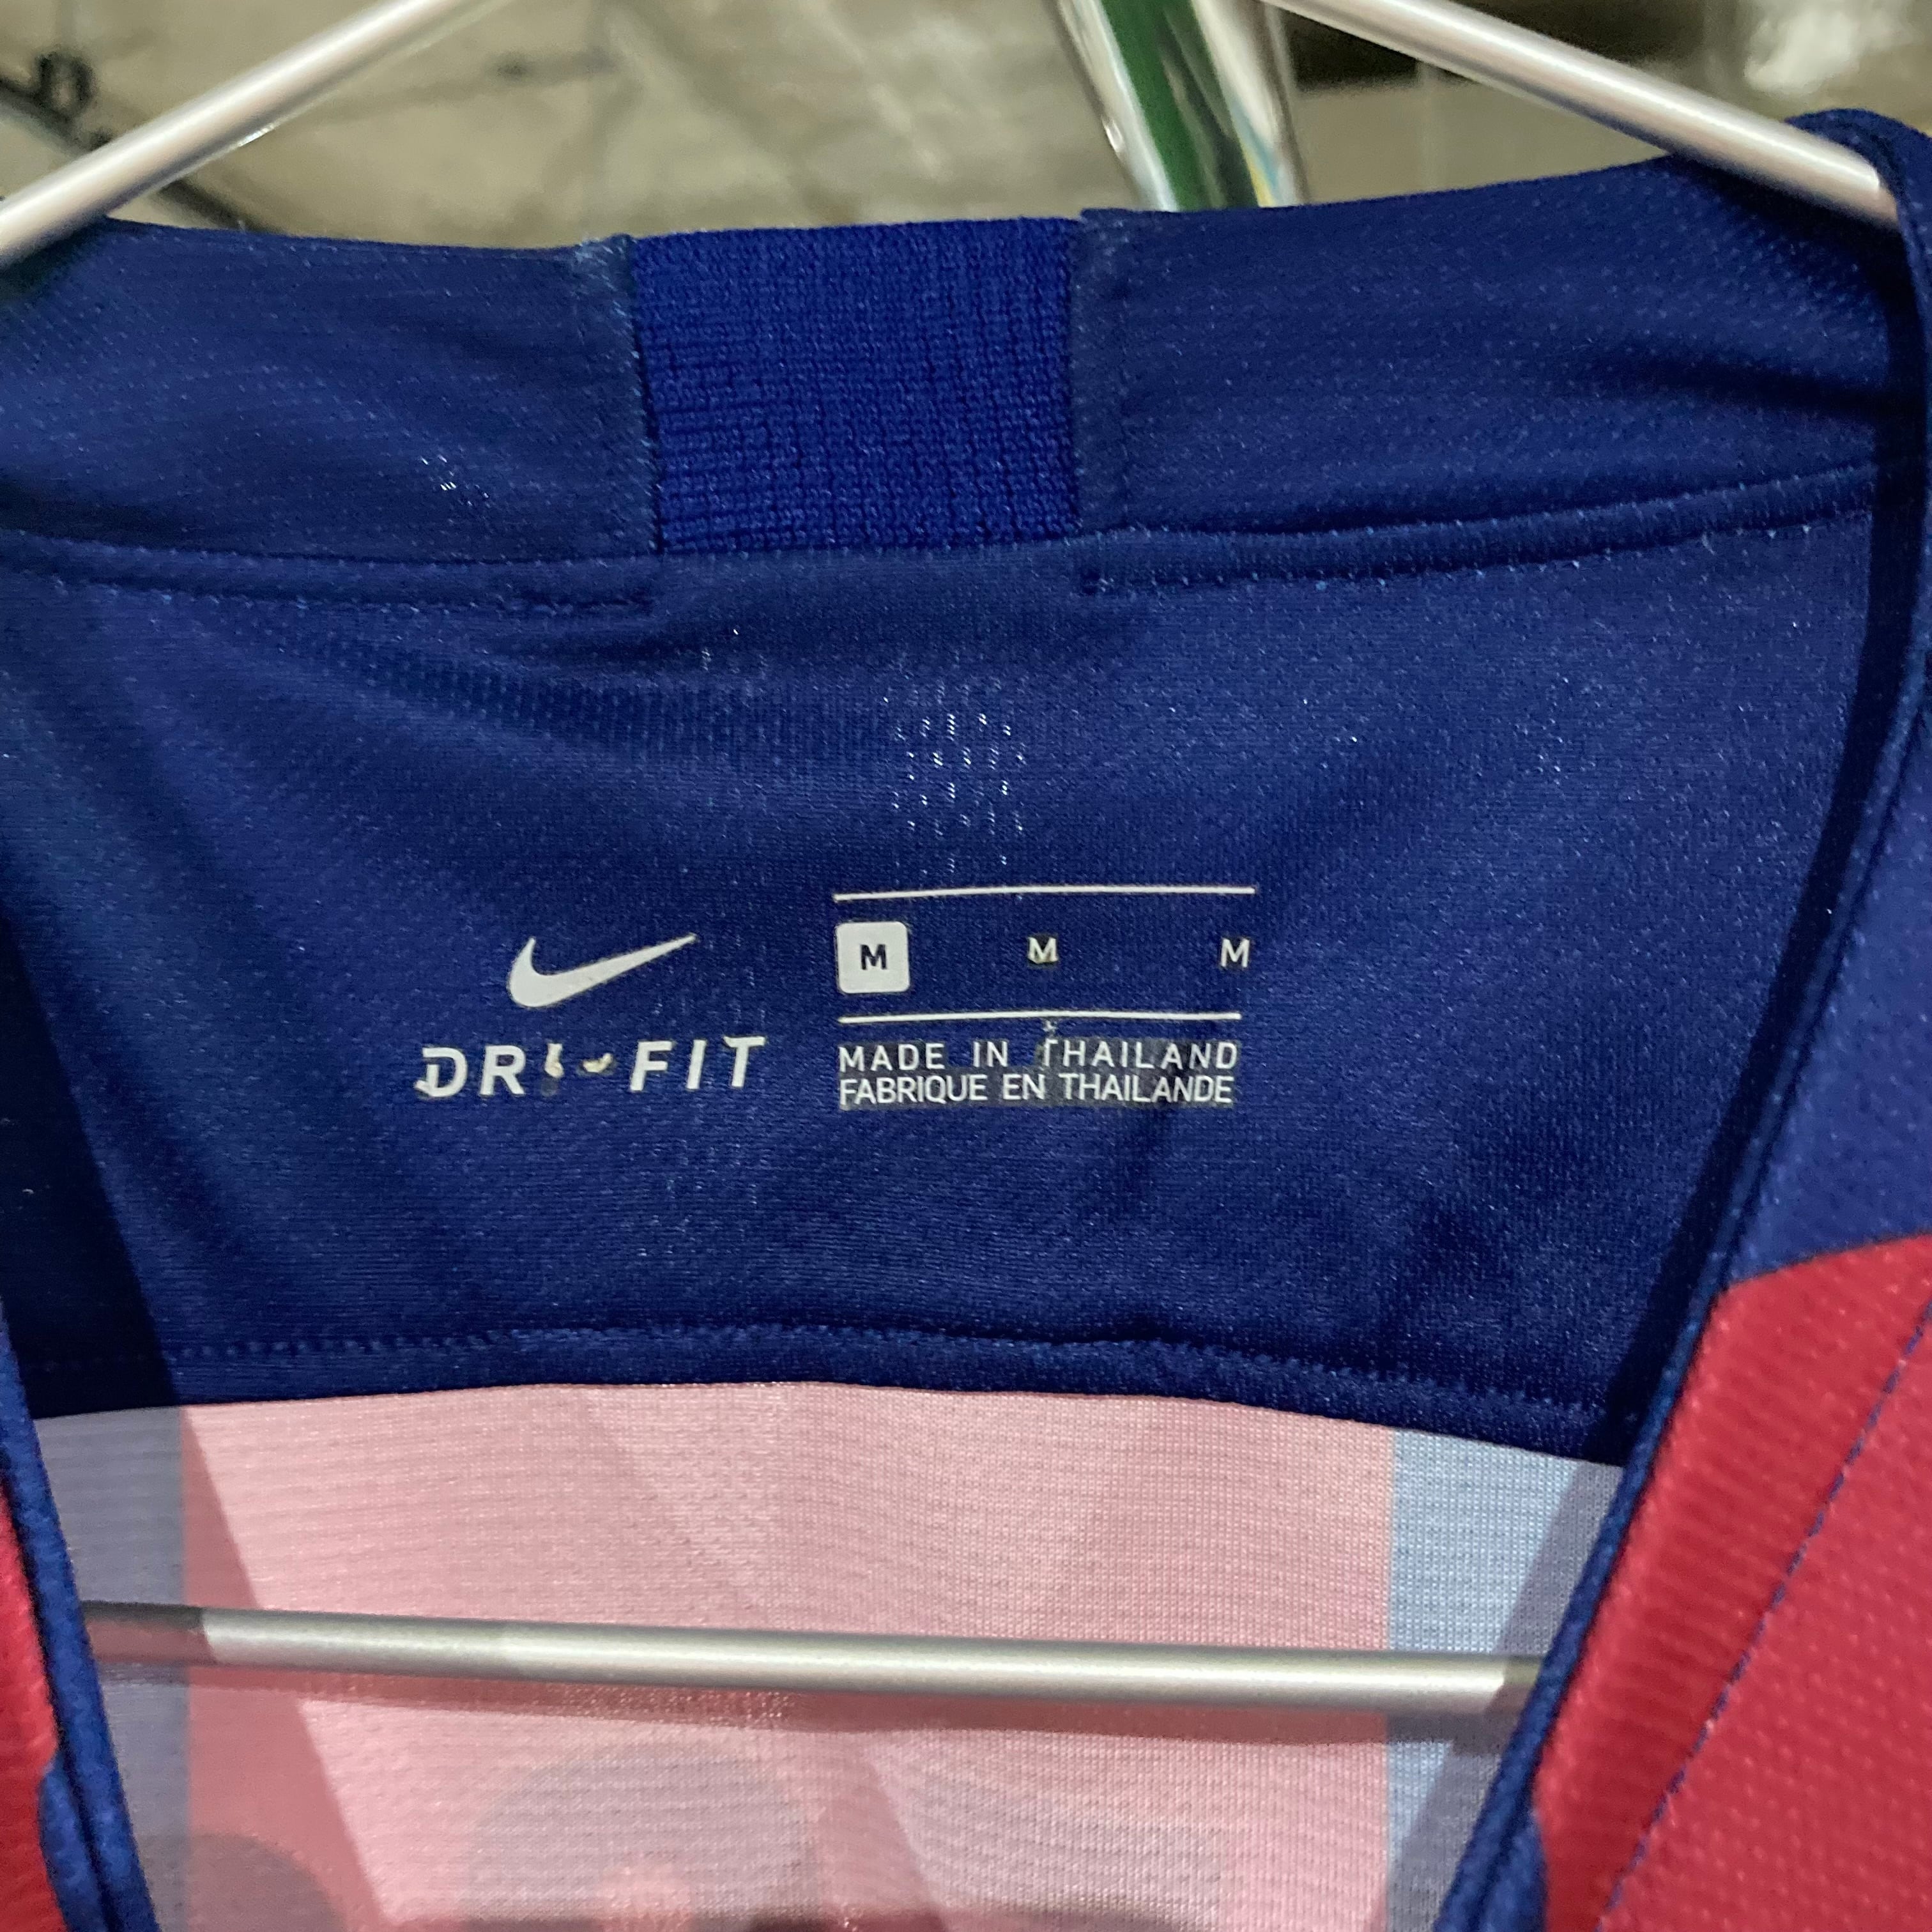 M M M
DRI-FIT
MADE IN THAILAND
FABRIQUE EN THAILANDE